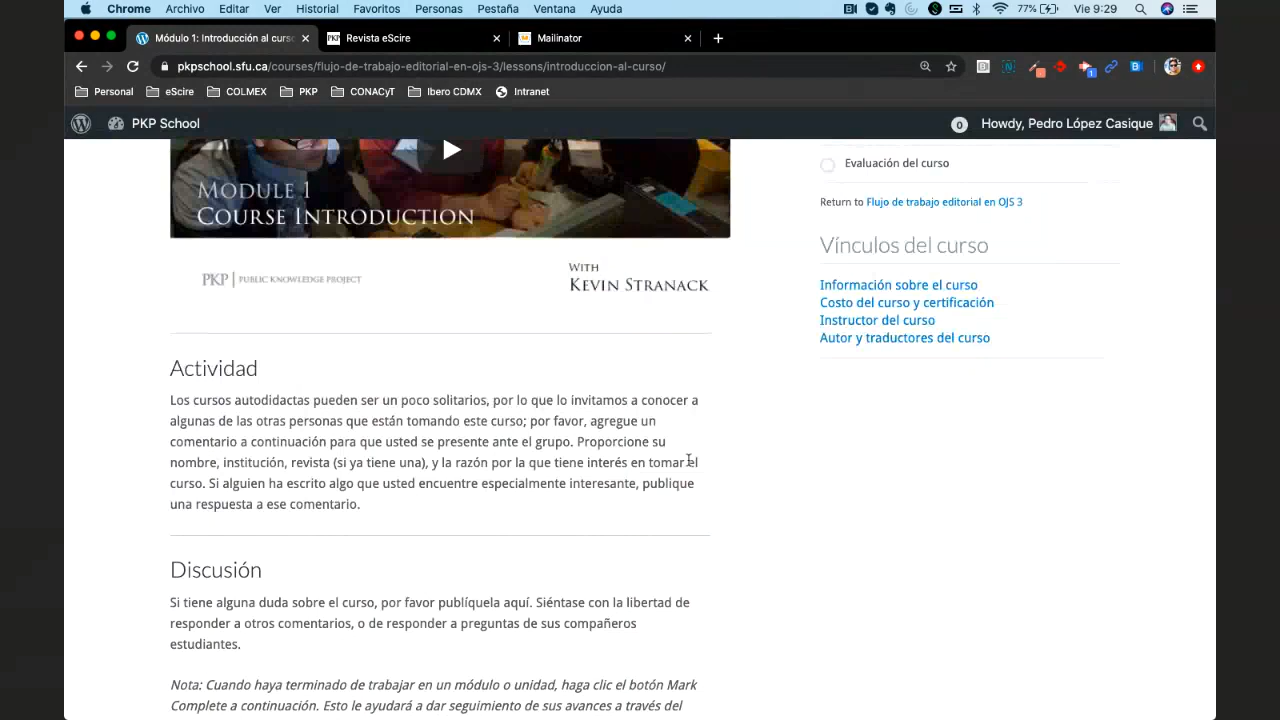 Chrome Archivo Editar Ver Historial Favoritos Personas Pestaña Ventana Ayuda 77% Vie 9:29
Módulo 1: Introducción al curso Revista eScire Mailinator
pkpschool.sfu.ca/courses/flujo-de-trabajo-editorial-en-ojs-3/lessons/introduccion-al-curso/
Personal eScire COLMEX PKP CONACyT Ibero CDMX Intranet
PKP School 0 Howdy, Pedro López Casique
MODULE 1
COURSE INTRODUCTION
PKP PUBLIC KNOWLEDGE PROJECT
WITH
KEVIN STRANACK
Actividad
Los cursos autodidactas pueden ser un poco solitarios, por lo que lo invitamos a conocer a
algunas de las otras personas que están tomando este curso; por favor, agregue un
comentario a continuación para que usted se presente ante el grupo. Proporcione su
nombre, institución, revista (si ya tiene una), y la razón por la que tiene interés en tomar el
curso. Si alguien ha escrito algo que usted encuentre especialmente interesante, publique
una respuesta a ese comentario.
Discusión
Si tiene alguna duda sobre el curso, por favor publíquela aquí. Siéntase con la libertad de
responder a otros comentarios, o de responder a preguntas de sus compañeros
estudiantes.
Nota: Cuando haya terminado de trabajar en un módulo o unidad, haga clic el botón Mark
Complete a continuación. Esto le ayudará a dar seguimiento de sus avances a través del
Evaluación del curso
Return to Flujo de trabajo editorial en OJS 3
Vínculos del curso
Información sobre el curso
Costo del curso y certificación
Instructor del curso
Autor y traductores del curso